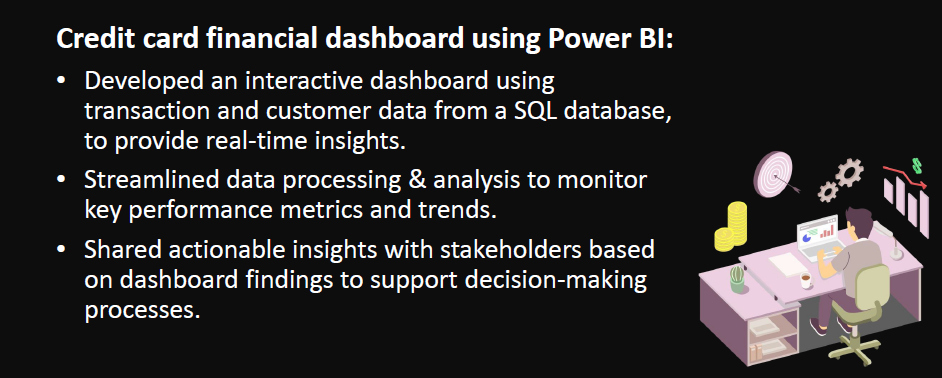 Credit card financial dashboard using Power BI:
• Developed an interactive dashboard using
transaction and customer data from a SQL database,
to provide real-time insights.
• Streamlined data processing & analysis to monitor
key performance metrics and trends.
• Shared actionable insights with stakeholders based
on dashboard findings to support decision-making
processes.